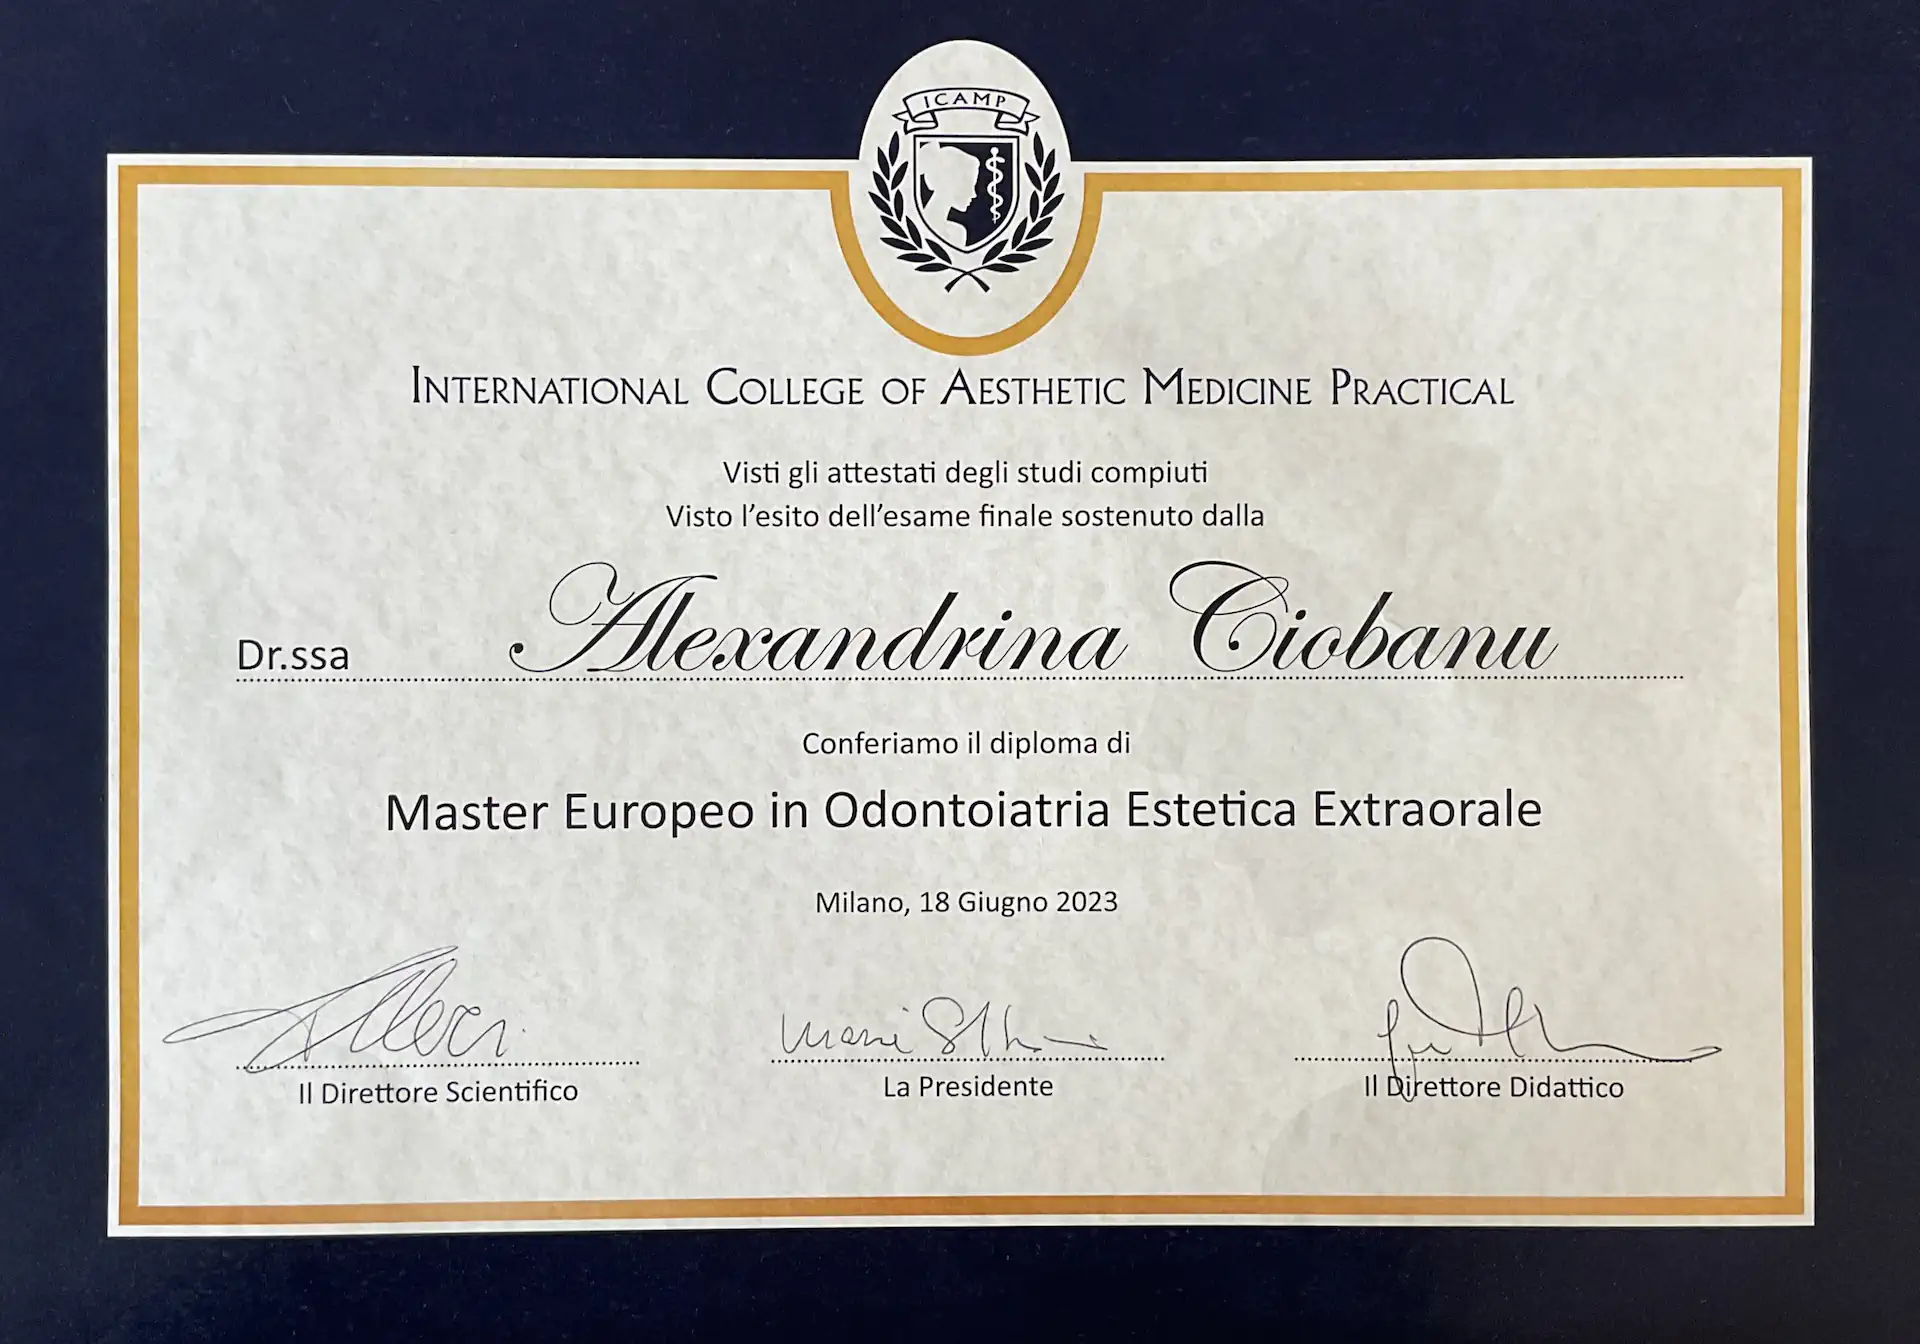 ICAMP
INTERNATIONAL COLLEGE OF AESTHETIC MEDICINE PRACTICAL
Visti gli attestati degli studi compiuti
Visto l'esito dell'esame finale sostenuto dalla
Dr.ssa Alexandrina Ciobanu
Conferiamo il diploma di
Master Europeo in Odontoiatria Estetica Extraorale
Milano, 18 Giugno 2023
Il Direttore Scientifico La Presidente Il Direttore Didattico